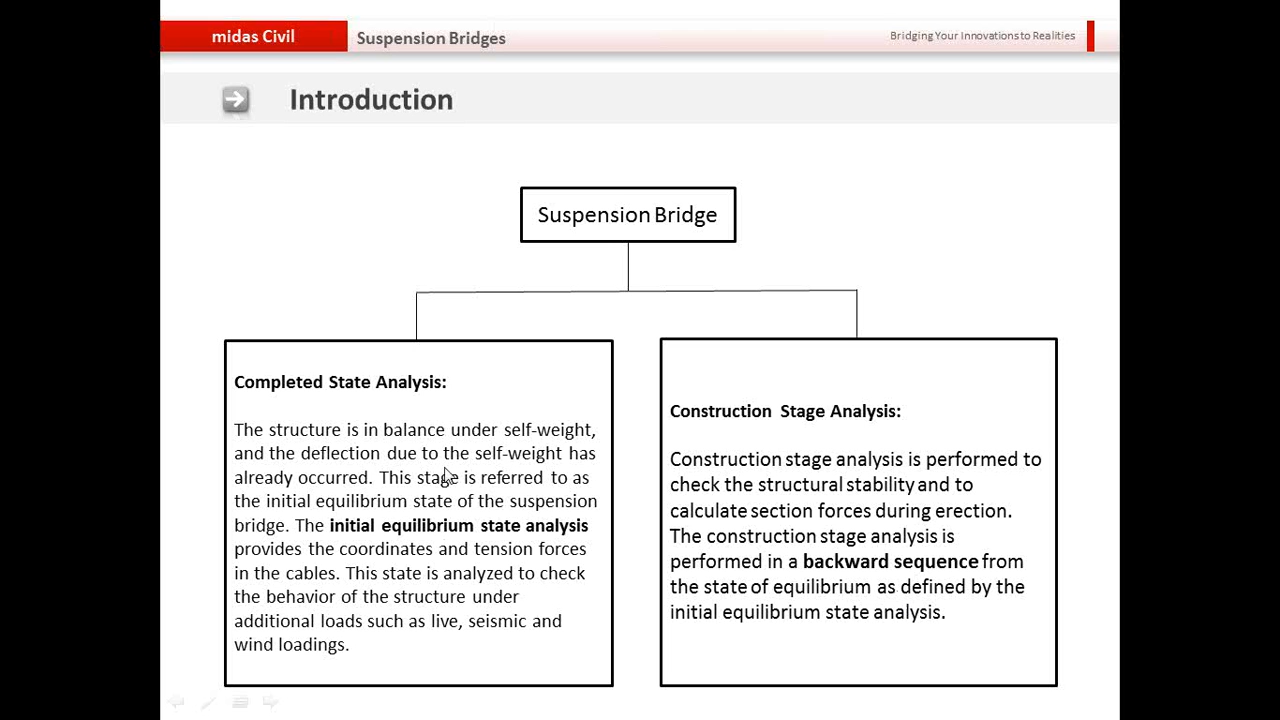 midas Civil
Suspension Bridges
Bridging Your Innovations to Realities
Introduction
Suspension Bridge
Completed State Analysis:
The structure is in balance under self-weight,
and the deflection due to the self-weight has
already occurred. This stage is referred to as
the initial equilibrium state of the suspension
bridge. The initial equilibrium state analysis
provides the coordinates and tension forces
in the cables. This state is analyzed to check
the behavior of the structure under
additional loads such as live, seismic and
wind loadings.
Construction Stage Analysis:
Construction stage analysis is performed to
check the structural stability and to
calculate section forces during erection.
The construction stage analysis is
performed in a backward sequence from
the state of equilibrium as defined by the
initial equilibrium state analysis.